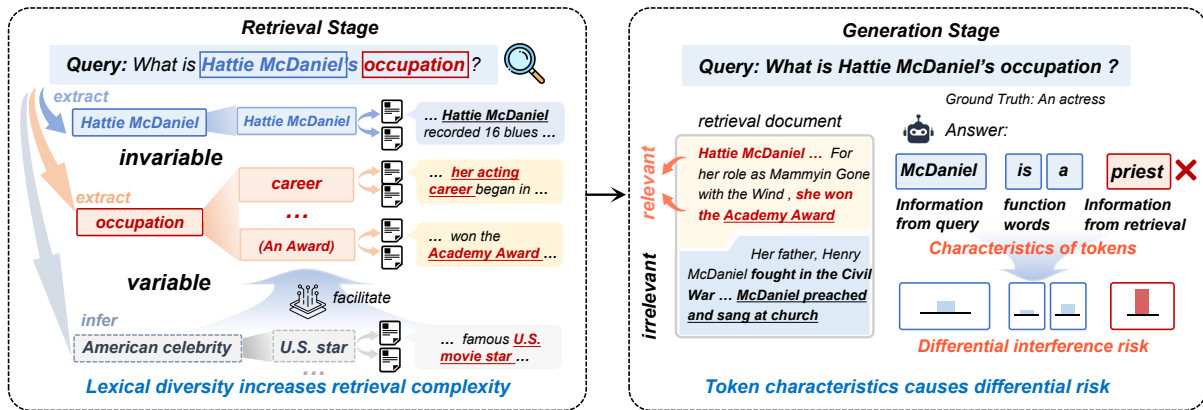 Retrieval Stage
Query: What is Hattie McDaniel's occupation ?
extract
Hattie McDaniel
Hattie McDaniel
... Hattie McDaniel
recorded 16 blues ...
invariable
extract
occupation
career
...
(An Award)
... her acting
career began in ...
... won the
Academy Award ...
variable
facilitate
infer
American celebrity
U.S. star
...
... famous U.S.
movie star ...
Lexical diversity increases retrieval complexity
Generation Stage
Query: What is Hattie McDaniel's occupation ?
Ground Truth: An actress
retrieval document
Answer:
relevant
irrelevant
Hattie McDaniel ... For
her role as Mammyin Gone
with the Wind , she won
the Academy Award
Her father, Henry
McDaniel fought in the Civil
War ... McDaniel preached
and sang at church
McDaniel
is
a
priest
Information
from query
function
words
Information
from retrieval
Characteristics of tokens
Differential interference risk
Token characteristics causes differential risk